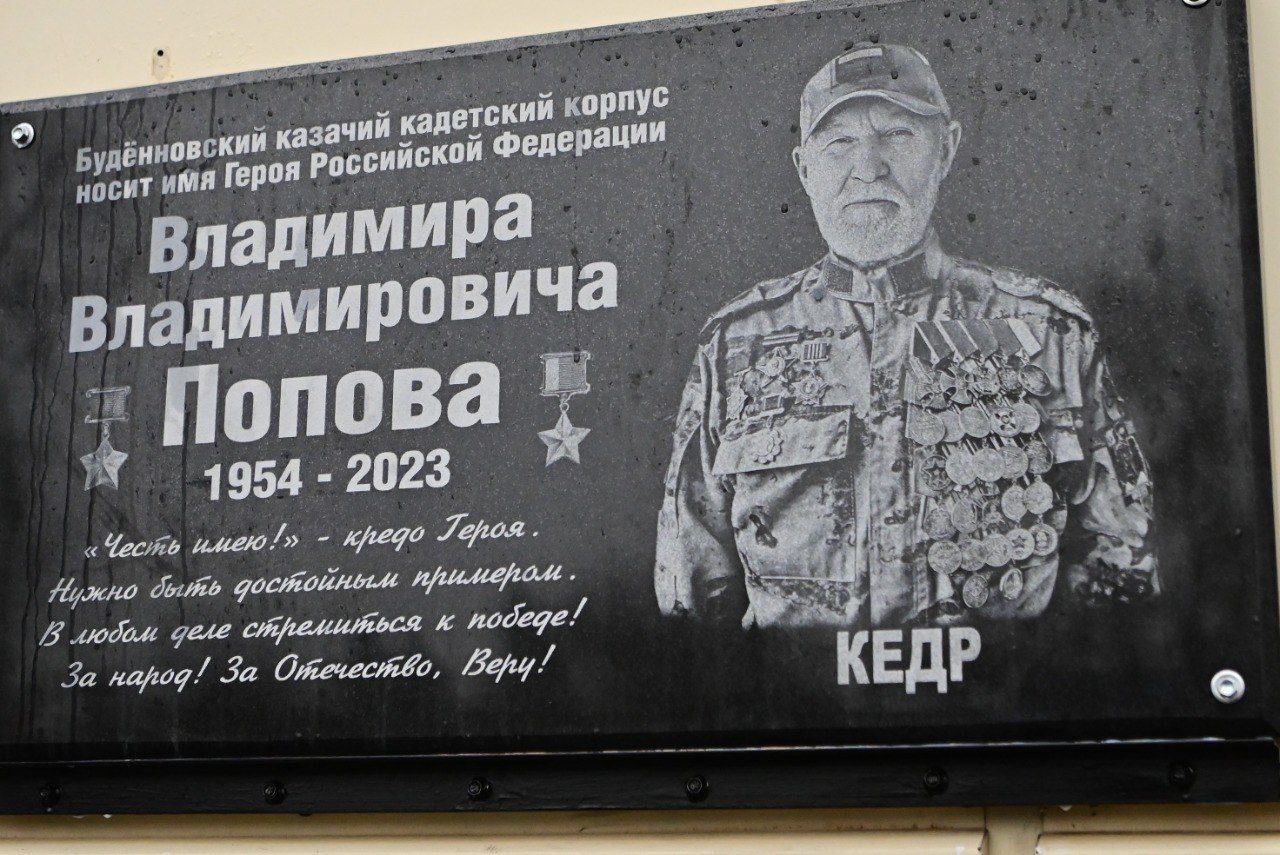 Будённовский казачий кадетский корпус
носит имя Героя Российской Федерации
Владимира
Владимировича
Попова
1954 - 2023
«Честь имею!» - кредо Героя.
Нужно быть достойным примером.
В любом деле стремиться к победе!
За народ! За Отечество, Веру!
КЕДР